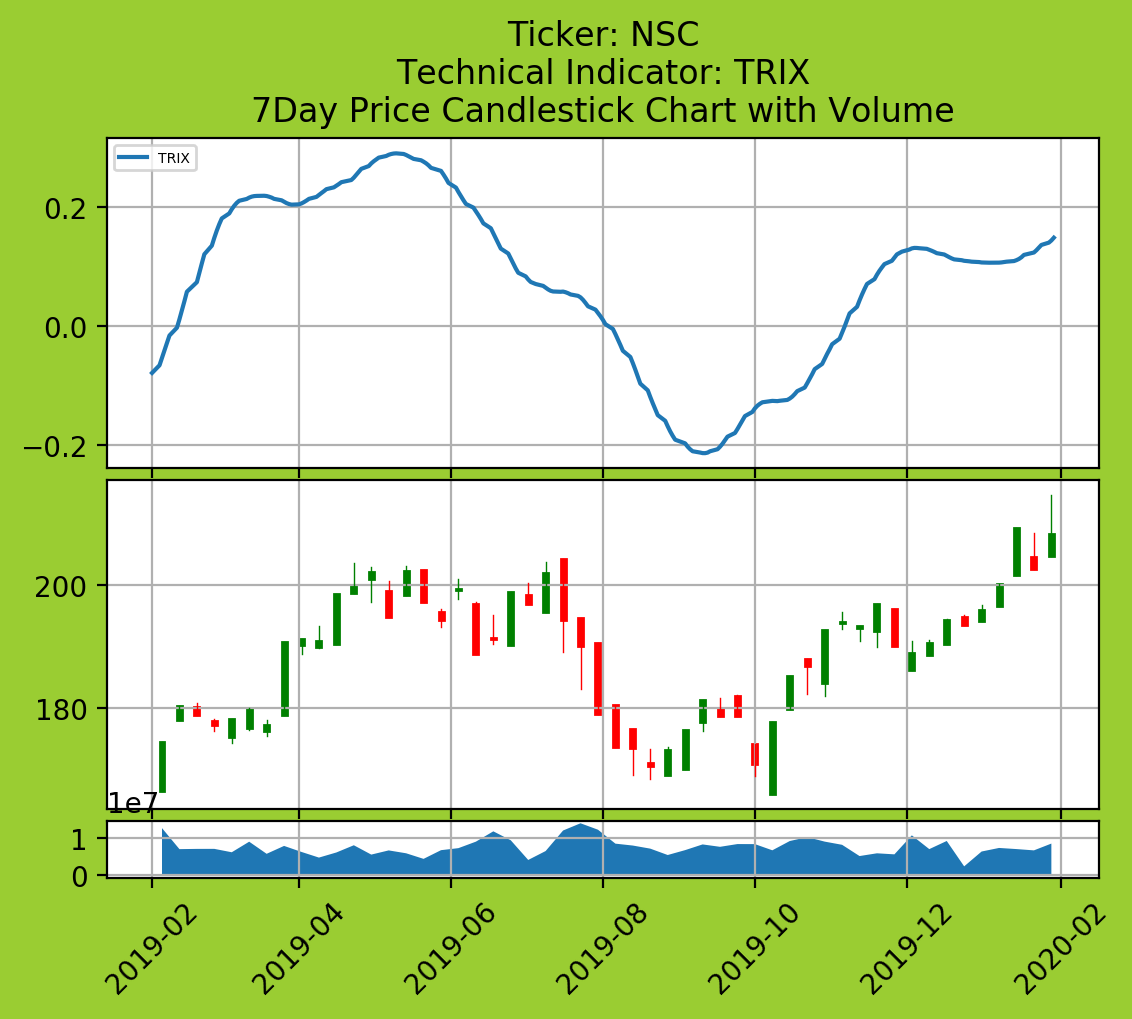 Ticker: NSC
Technical Indicator: TRIX
7Day Price Candlestick Chart with Volume
TRIX
0.2
0.0
−0.2
200
180
1e7
1
0
2019-02
2019-04
2019-06
2019-08
2019-10
2019-12
2020-02